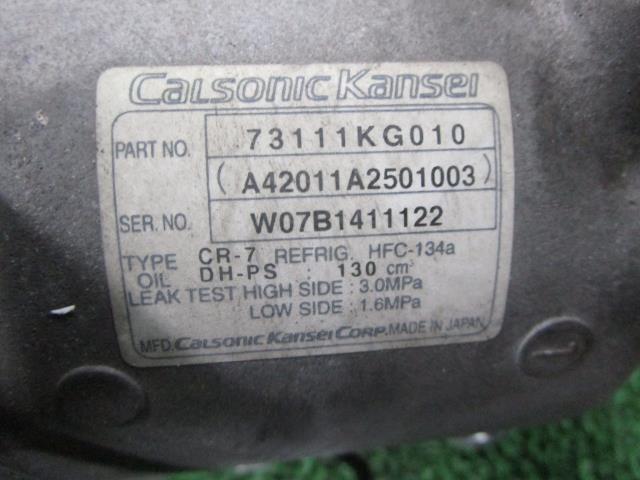 CALSONIC KANSEI
PART NO. 73111KG010
(A42011A2501003)
SER. NO. W07B1411122
TYPE CR-7 REFRIG. HFC-134a
OIL DH-PS : 130 cm³
LEAK TEST HIGH SIDE : 3.0MPa
LOW SIDE : 1.6MPa
MFD. CALSONIC KANSEI CORP. MADE IN JAPAN